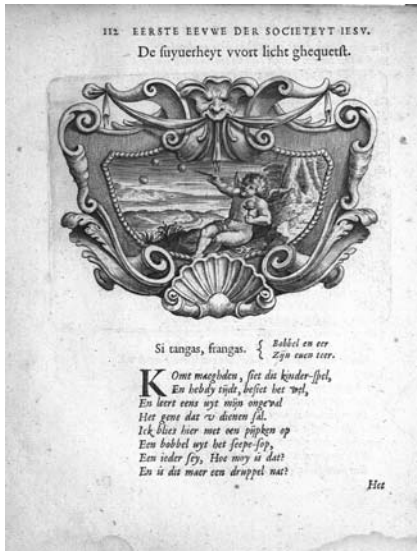 112 EERSTE EEVWE DER SOCIETEYT IESV.
De suyuerheyt vvort licht ghequetst.
Si tangas, frangas. { Bobbel en eer
Zijn euen teer.
KOmt maeghden, siet dit kinder-spel,
En hebdy tijdt, besiet het wel,
En leert eens uyt mijn ongeval
Het gene dat v dienen sal.
Ick blies hier met een pijpken op
Een bobbel uyt het seepe-sop,
Een ieder sey, Hoe moy is dat?
En is dit maer een druppel nat?
Het